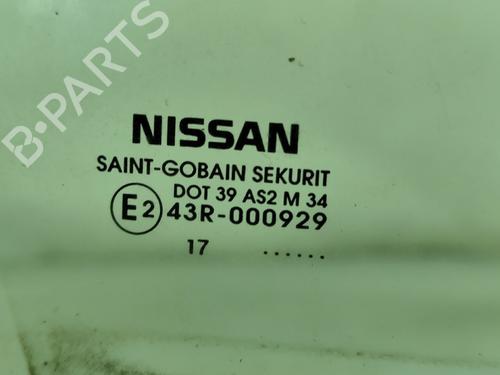 B-PARTS
NISSAN
SAINT-GOBAIN SEKURIT
DOT 39 AS2 M 34
E2 43R-000929
17 ......